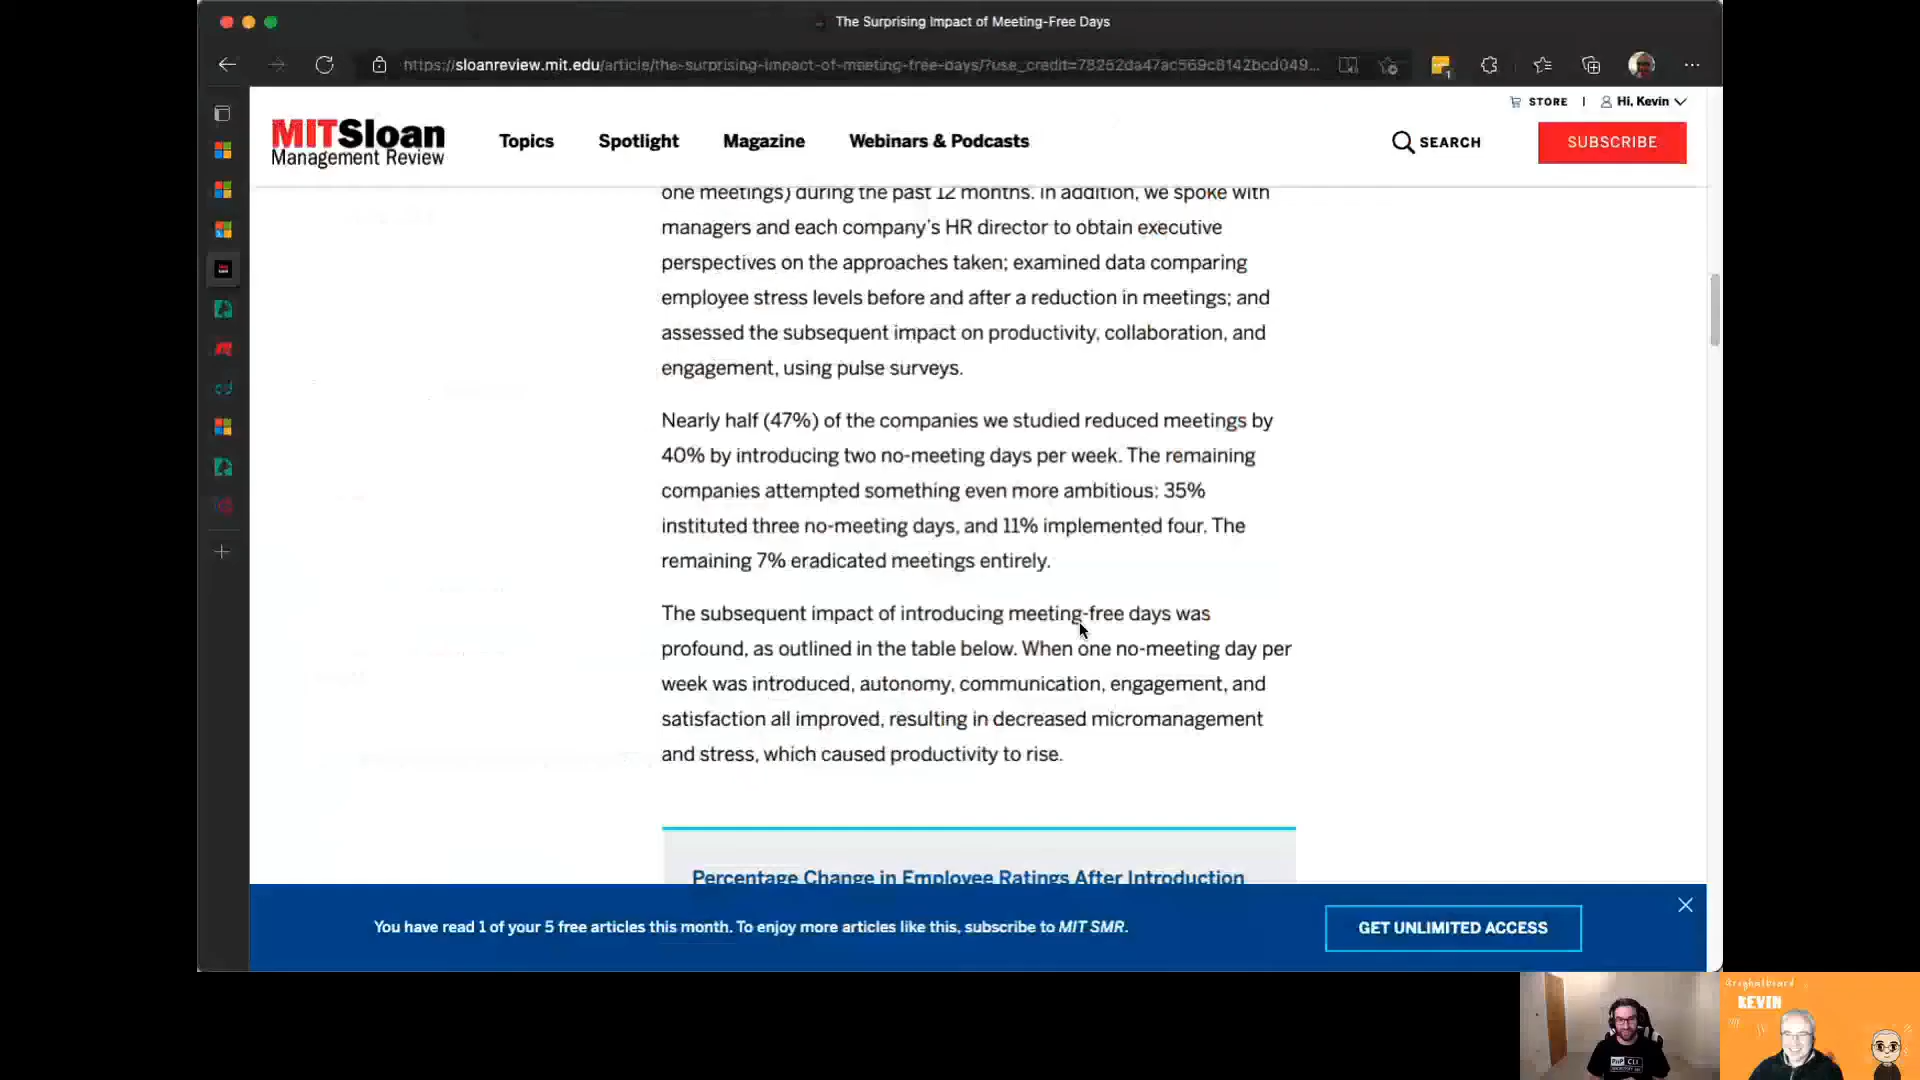 The Surprising Impact of Meeting-Free Days
https://sloanreview.mit.edu/article/the-surprising-impact-of-meeting-free-days/?use_credit=78252da47ac569c8142bcd049...
1
STORE | Hi, Kevin
MITSloan
Management Review
Topics
Spotlight
Magazine
Webinars & Podcasts
SEARCH
SUBSCRIBE
one meetings) during the past 12 months. In addition, we spoke with
managers and each company's HR director to obtain executive
perspectives on the approaches taken; examined data comparing
employee stress levels before and after a reduction in meetings; and
assessed the subsequent impact on productivity, collaboration, and
engagement, using pulse surveys.
Nearly half (47%) of the companies we studied reduced meetings by
40% by introducing two no-meeting days per week. The remaining
companies attempted something even more ambitious: 35%
instituted three no-meeting days, and 11% implemented four. The
remaining 7% eradicated meetings entirely.
The subsequent impact of introducing meeting-free days was
profound, as outlined in the table below. When one no-meeting day per
week was introduced, autonomy, communication, engagement, and
satisfaction all improved, resulting in decreased micromanagement
and stress, which caused productivity to rise.
Percentage Change in Employee Ratings After Introduction
You have read 1 of your 5 free articles this month. To enjoy more articles like this, subscribe to MIT SMR.
GET UNLIMITED ACCESS
KEVIN
PnP CLI